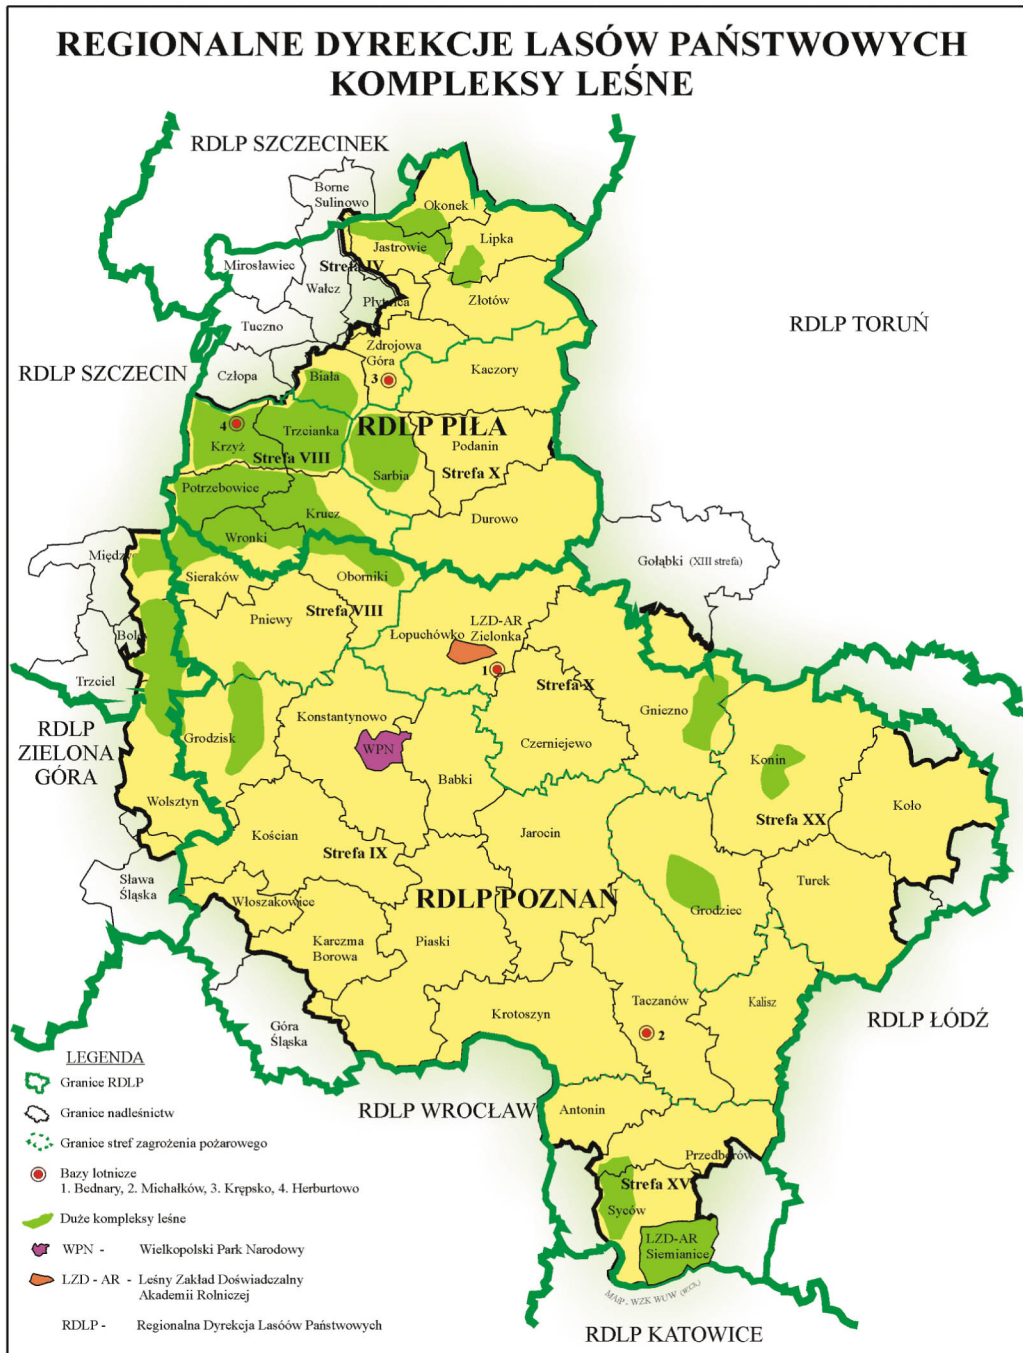 REGIONALNE DYREKCJE LASÓW PAŃSTWOWYCH
KOMPLEKSY LEŚNE
RDLP SZCZECINEK
Borne
Sulinowo
Okonek
Jastrowie
Lipka
Mirosławiec
Strefa IV
Wałcz
Płytnica
Złotów
Tuczno
RDLP TORUŃ
Zdrojowa
Góra
RDLP SZCZECIN
Człopa
Biała
3
Kaczory
4
Trzcianka
RDLP PIŁA
Krzyż
Podanin
Strefa VIII
Sarbia
Strefa X
Potrzebowice
Krucz
Durowo
Wronki
Międzyc
Gołąbki (XIII strefa)
Sieraków
Oborniki
Pniewy
Strefa VIII
LZD-AR
Zielonka
Łopuchówko
Bole
1
Trzciel
Strefa X
Gniezno
Konstantynowo
RDLP
ZIELONA
GÓRA
Grodzisk
WPN
Czerniejewo
Konin
Babki
Wolsztyn
Koło
Strefa XX
Kościan
Jarocin
Strefa IX
Sława
Śląska
Turek
Włoszakowice
RDLP POZNAŃ
Grodziec
Karczma
Borowa
Piaski
Taczanów
Kalisz
Krotoszyn
2
RDLP ŁÓDŹ
Góra
Śląska
LEGENDA
Granice RDLP
Granice nadleśnictw
Granice stref zagrożenia pożarowego
Bazy lotnicze
1. Bednary, 2. Michałków, 3. Krępsko, 4. Herburtowo
Duże kompleksy leśne
WPN - Wielkopolski Park Narodowy
LZD - AR - Leśny Zakład Doświadczalny
Akademii Rolniczej
RDLP - Regionalna Dyrekcja Lasóów Państwowych
RDLP WROCŁAW
Antonin
Przedborów
Strefa XV
Syców
LZD-AR
Siemianice
MAiP - WZK WUW
RDLP KATOWICE